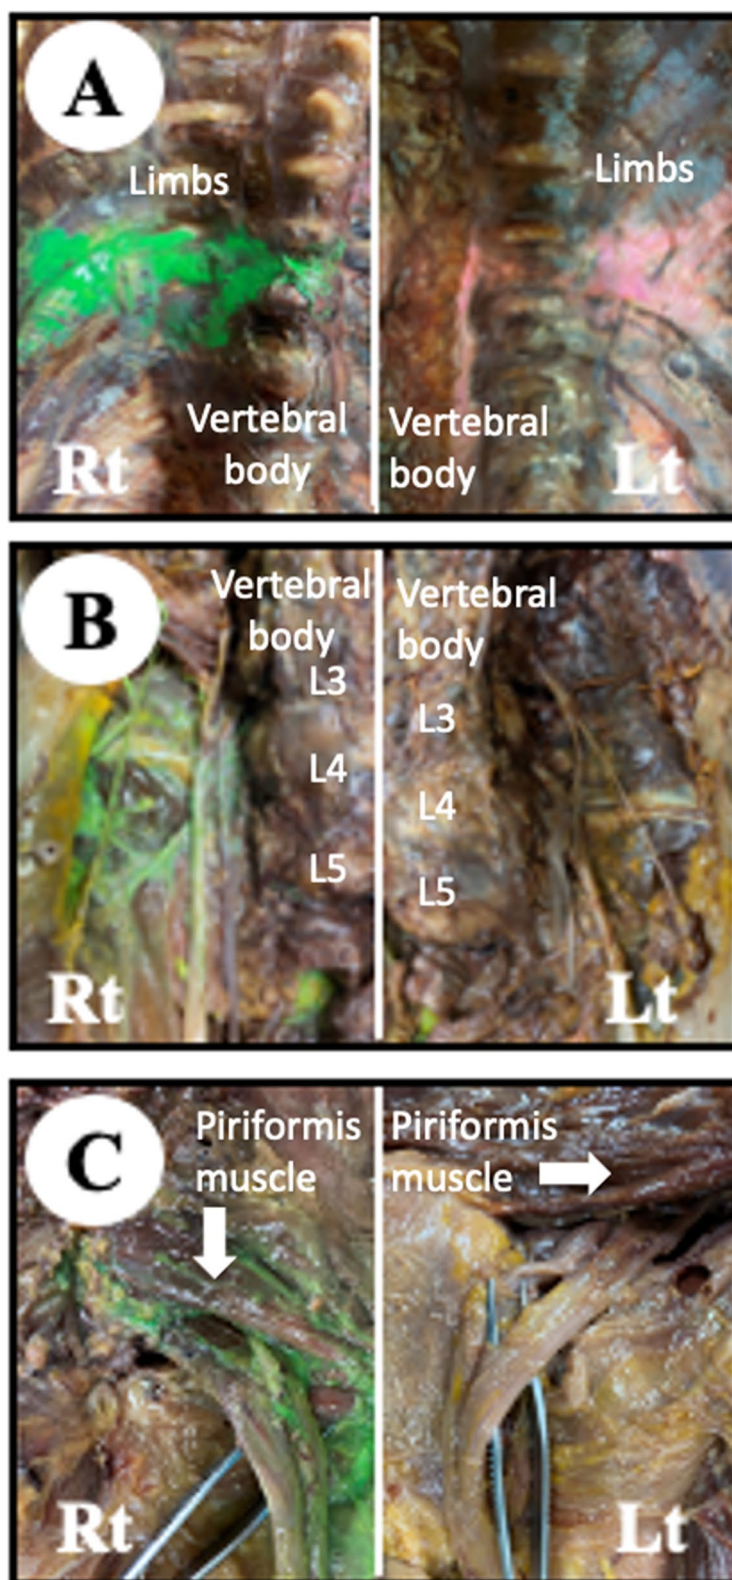 A
Limbs
Limbs
Vertebral
body
Vertebral
body
Rt
Lt
B
Vertebral
body
Vertebral
body
L3
L4
L5
L3
L4
L5
Rt
Lt
C
Piriformis
muscle
Piriformis
muscle
Rt
Lt